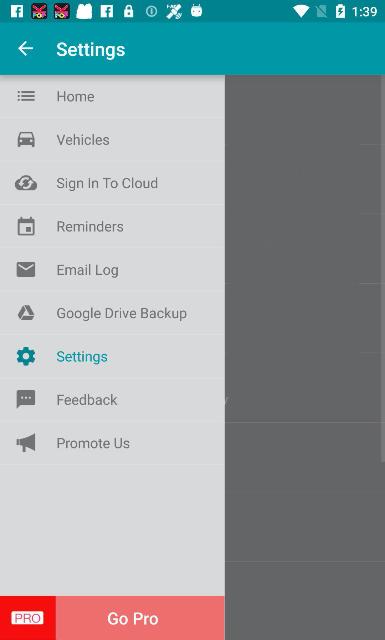 1:39
Settings
Home
Vehicles
Sign In To Cloud
Reminders
Email Log
Google Drive Backup
Settings
Feedback
Promote Us
PRO Go Pro